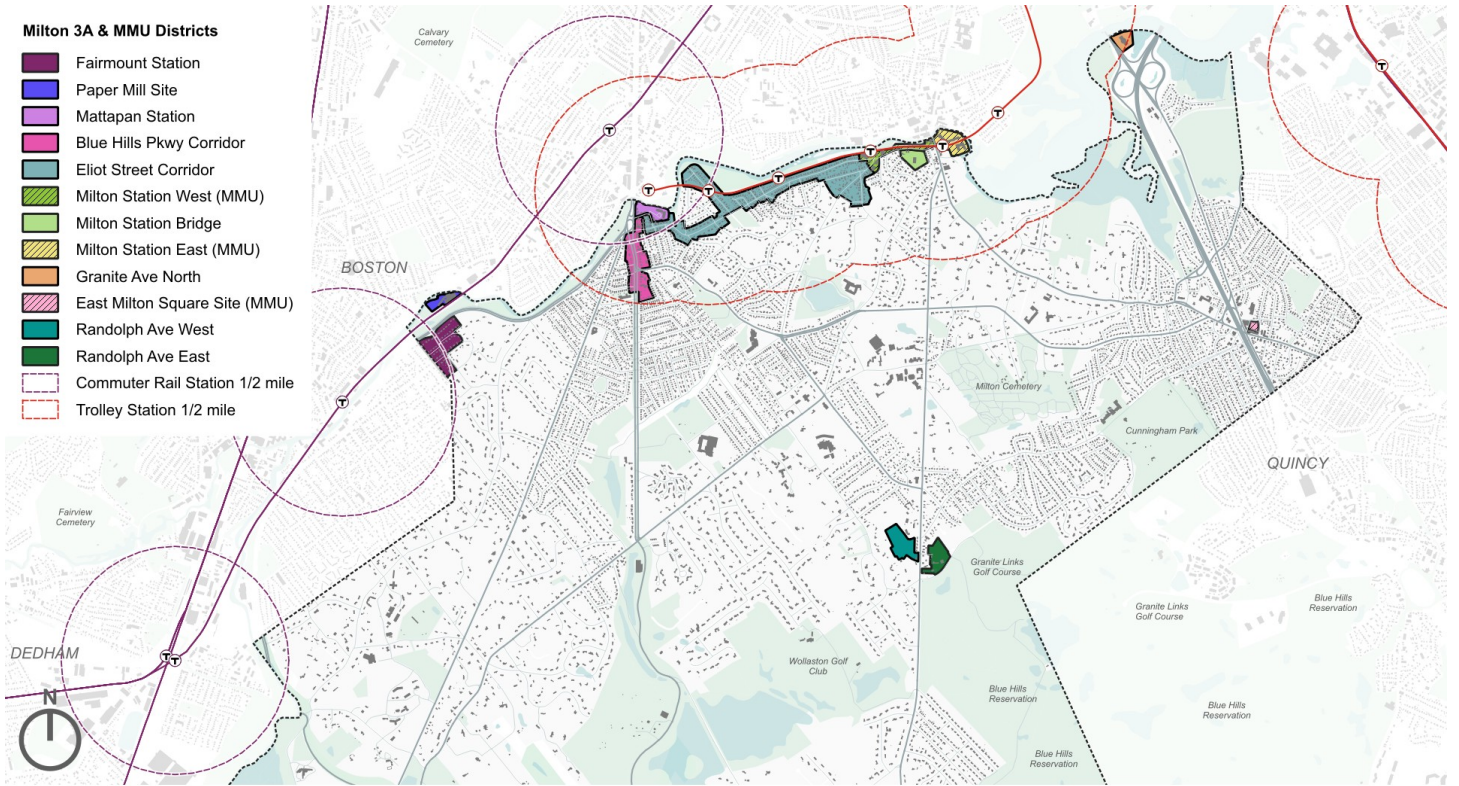 Milton 3A & MMU Districts
Fairmount Station
Paper Mill Site
Mattapan Station
Blue Hills Pkwy Corridor
Eliot Street Corridor
Milton Station West (MMU)
Milton Station Bridge
Milton Station East (MMU)
Granite Ave North
East Milton Square Site (MMU)
Randolph Ave West
Randolph Ave East
Commuter Rail Station 1/2 mile
Trolley Station 1/2 mile
Calvary
Cemetery
T
T
T
T
T
T
T
T
BOSTON
T
Milton Cemetery
Cunningham Park
QUINCY
Fairview
Cemetery
Granite Links
Golf Course
Granite Links
Golf Course
Blue Hills
Reservation
DEDHAM
T
T
Wollaston Golf
Club
Blue Hills
Reservation
Blue Hills
Reservation
Blue Hills
Reservation
N